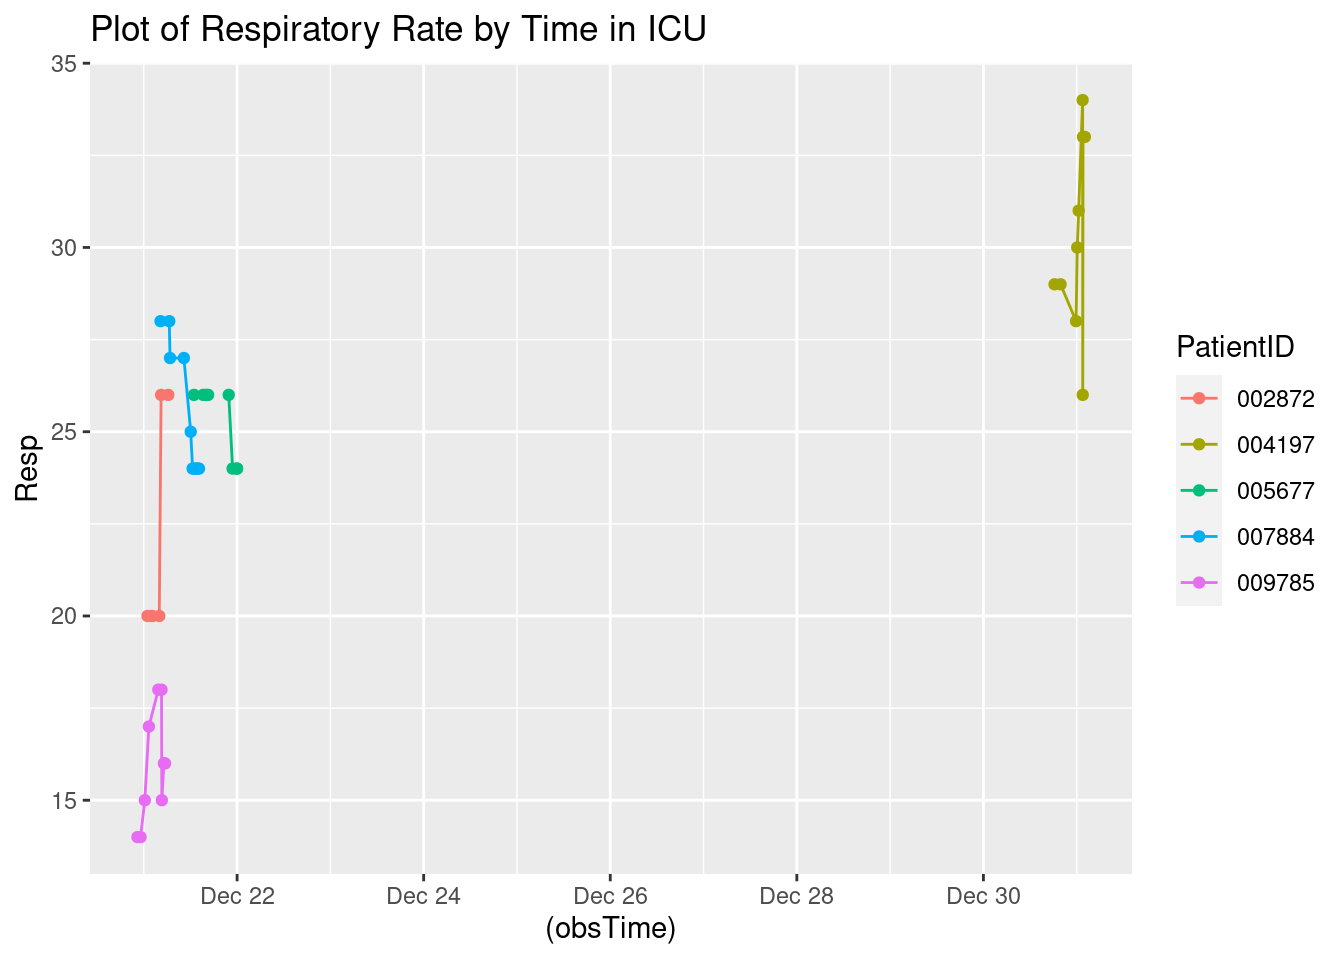 Plot of Respiratory Rate by Time in ICU
35
30
25
20
15
Resp
Dec 22
Dec 24
Dec 26
Dec 28
Dec 30
(obsTime)
PatientID
002872
004197
005677
007884
009785